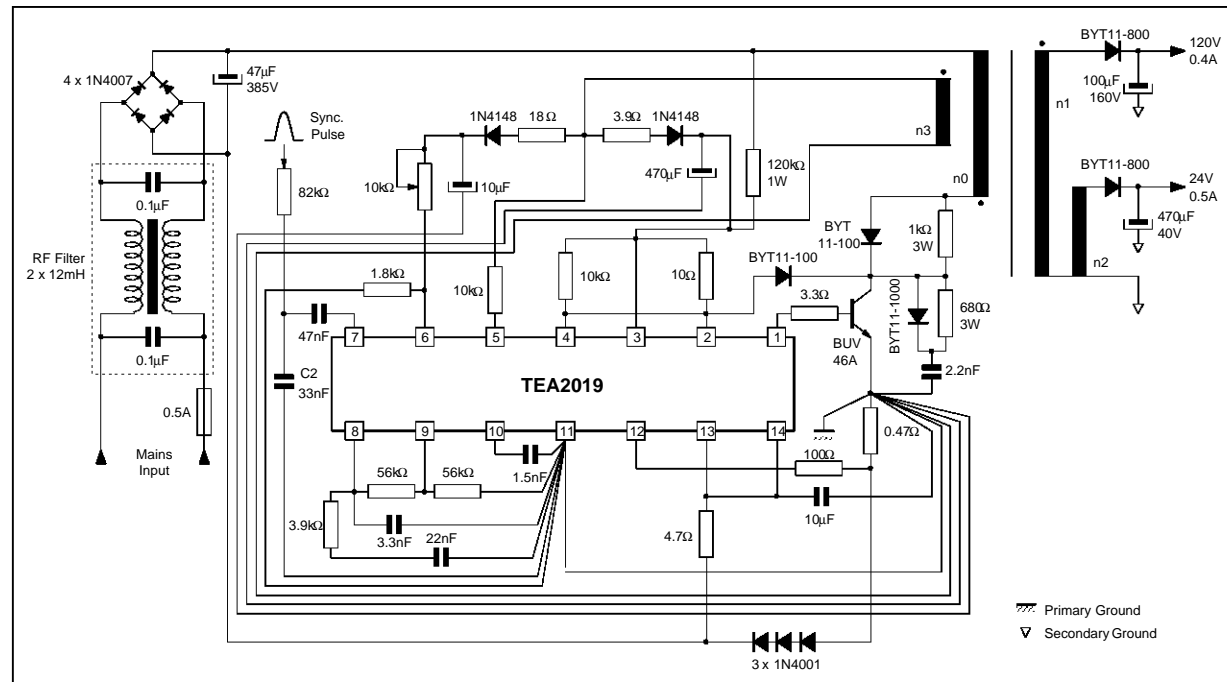 BYT11-800
120V
0.4A
4 x 1N4007
47µF
385V
100µF
160V
n1
Sync.
Pulse
1N4148
18Ω
3.9Ω
1N4148
n3
BYT11-800
82kΩ
10kΩ
10µF
470µF
120kΩ
1W
n0
24V
0.5A
0.1µF
470µF
40V
n2
RF Filter
2 x 12mH
BYT
11-100
1kΩ
3W
1.8kΩ
10kΩ
10kΩ
10Ω
BYT11-100
3.3Ω
BYT11-1000
680Ω
3W
47nF
7
6
5
4
3
2
1
BUV
46A
0.1µF
2.2nF
C2
33nF
TEA2019
0.5A
8
9
10
11
12
13
14
0.47Ω
Mains
Input
1.5nF
100Ω
56kΩ
56kΩ
10µF
3.9kΩ
3.3nF
22nF
4.7Ω
Primary Ground
Secondary Ground
3 x 1N4001